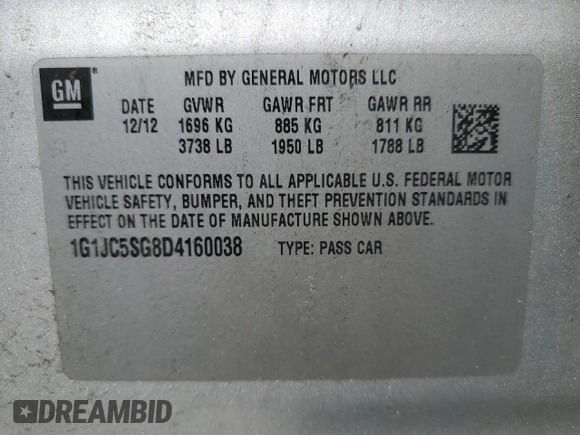 GM ®
MFD BY GENERAL MOTORS LLC
DATE GVWR GAWR FRT GAWR RR
12/12 1696 KG 885 KG 811 KG
3738 LB 1950 LB 1788 LB
THIS VEHICLE CONFORMS TO ALL APPLICABLE U.S. FEDERAL MOTOR
VEHICLE SAFETY, BUMPER, AND THEFT PREVENTION STANDARDS IN
EFFECT ON THE DATE OF MANUFACTURE SHOWN ABOVE.
1G1JC5SG8D4160038 TYPE: PASS CAR
DREAMBID